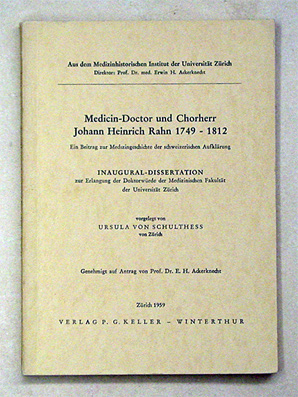 Aus dem Medizinhistorischen Institut der Universität Zürich
Direktor: Prof. Dr. med. Erwin H. Ackerknecht
Medicin-Doctor und Chorherr
Johann Heinrich Rahn 1749 - 1812
Ein Beitrag zur Medizingeschichte der schweizerischen Aufklärung
INAUGURAL-DISSERTATION
zur Erlangung der Doktorwürde der Medizinischen Fakultät
der Universität Zürich
vorgelegt von
URSULA VON SCHULTHESS
von Zürich
Genehmigt auf Antrag von Prof. Dr. E. H. Ackerknecht
Zürich 1959
VERLAG P. G. KELLER – WINTERTHUR